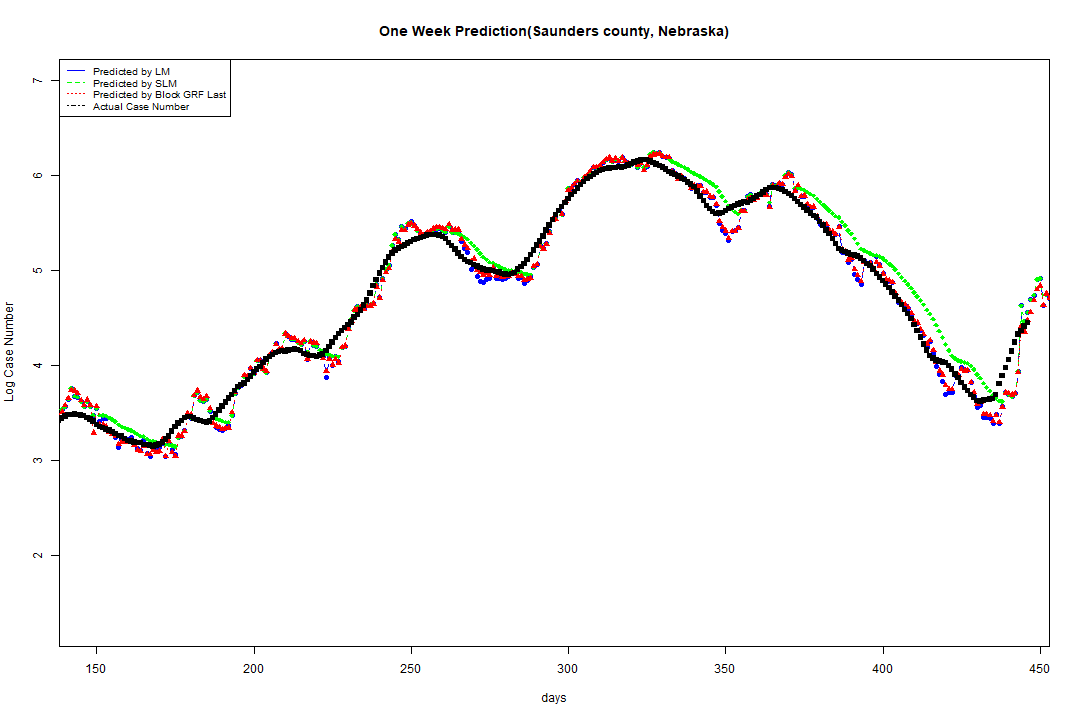 One Week Prediction(Saunders county, Nebraska)
Predicted by LM
Predicted by SLM
Predicted by Block GRF Last
Actual Case Number
7
6
5
4
3
2
Log Case Number
150 200 250 300 350 400 450
days